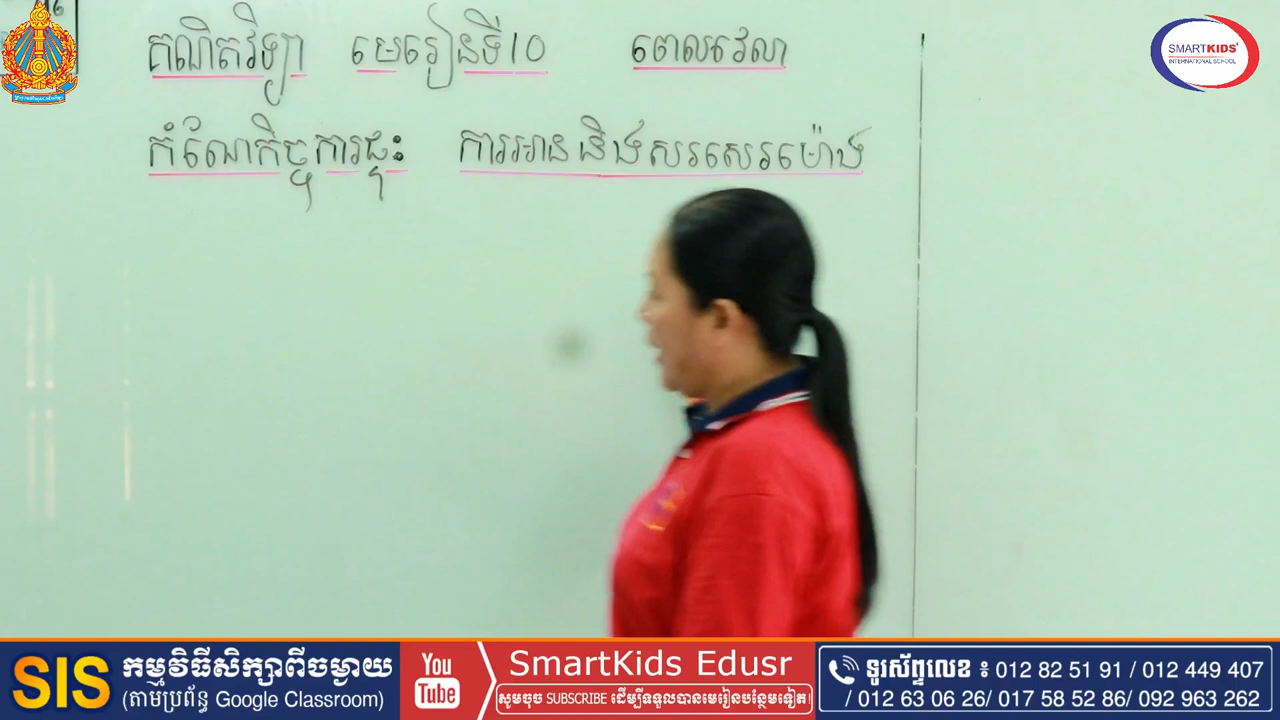 គណិតវិទ្យា មេរៀនទី10 ពេលវេលា
កំណែកិច្ចការផ្ទះ ការអាននិងសរសេរម៉ោង
SMARTKIDS
INTERNATIONAL SCHOOL
SIS កម្មវិធីសិក្សាពីចម្ងាយ
(តាមប្រព័ន្ធ Google Classroom)
You Tube
SmartKids Edusr
សូមចុច SUBSCRIBE ដើម្បីទទួលបានមេរៀនបន្ថែមទៀត!
ទូរស័ព្ទលេខ ៖ 012 82 51 91 / 012 449 407
/ 012 63 06 26/ 017 58 52 86/ 092 963 262